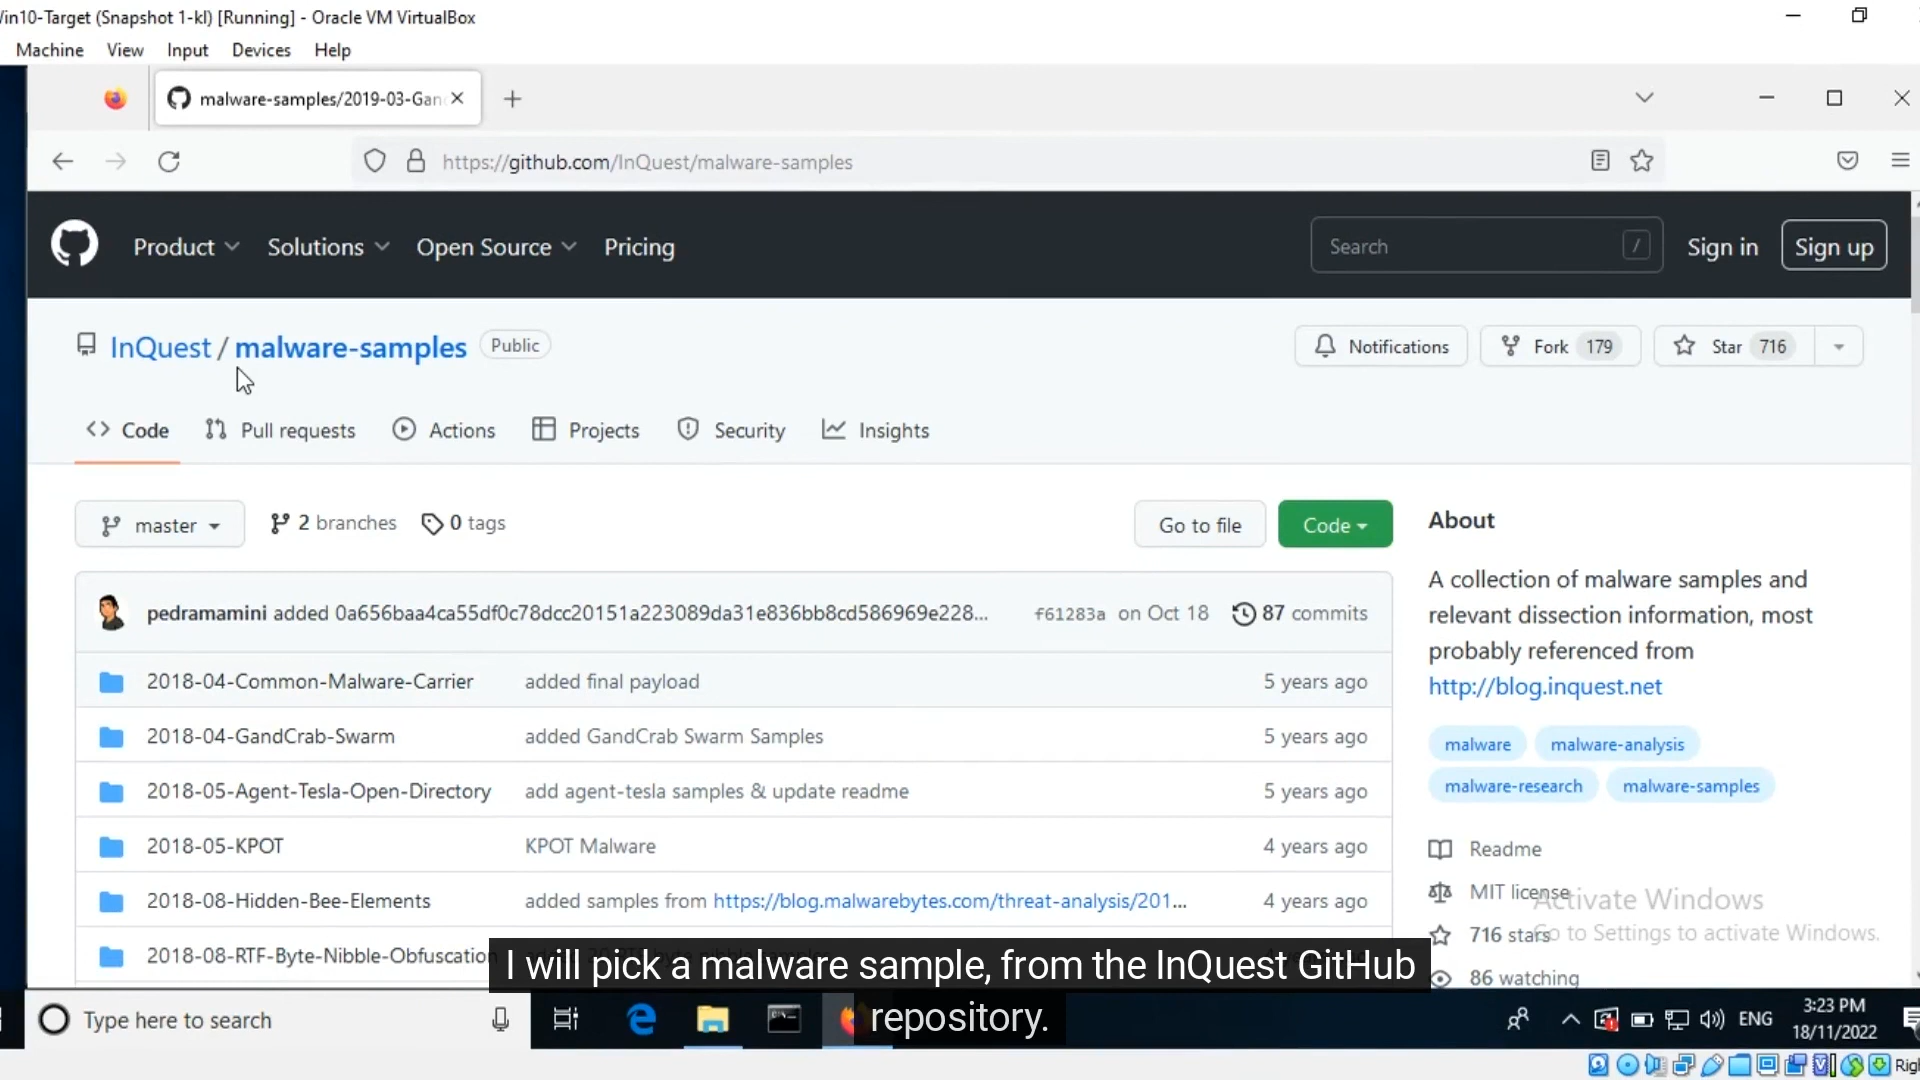 in10-Target (Snapshot 1-kl) [Running] - Oracle VM VirtualBox
Machine View Input Devices Help
malware-samples/2019-03-Gan
https://github.com/InQuest/malware-samples
Product Solutions Open Source Pricing Search / Sign in Sign up
InQuest / malware-samples Public Notifications Fork 179 Star 716
Code Pull requests Actions Projects Security Insights
master 2 branches 0 tags Go to file Code
pedramamini added 0a656baa4ca55df0c78dcc20151a223089da31e836bb8cd586969e228... f61283a on Oct 18 87 commits
2018-04-Common-Malware-Carrier added final payload 5 years ago
2018-04-GandCrab-Swarm added GandCrab Swarm Samples 5 years ago
2018-05-Agent-Tesla-Open-Directory add agent-tesla samples & update readme 5 years ago
2018-05-KPOT KPOT Malware 4 years ago
2018-08-Hidden-Bee-Elements added samples from https://blog.malwarebytes.com/threat-analysis/201... 4 years ago
2018-08-RTF-Byte-Nibble-Obfuscation
About
A collection of malware samples and
relevant dissection information, most
probably referenced from
http://blog.inquest.net
malware malware-analysis
malware-research malware-samples
Readme
MIT license
716 stars
86 watching
Activate Windows
Go to Settings to activate Windows.
I will pick a malware sample, from the InQuest GitHub
repository.
Type here to search
ENG
3:23 PM
18/11/2022
Rig